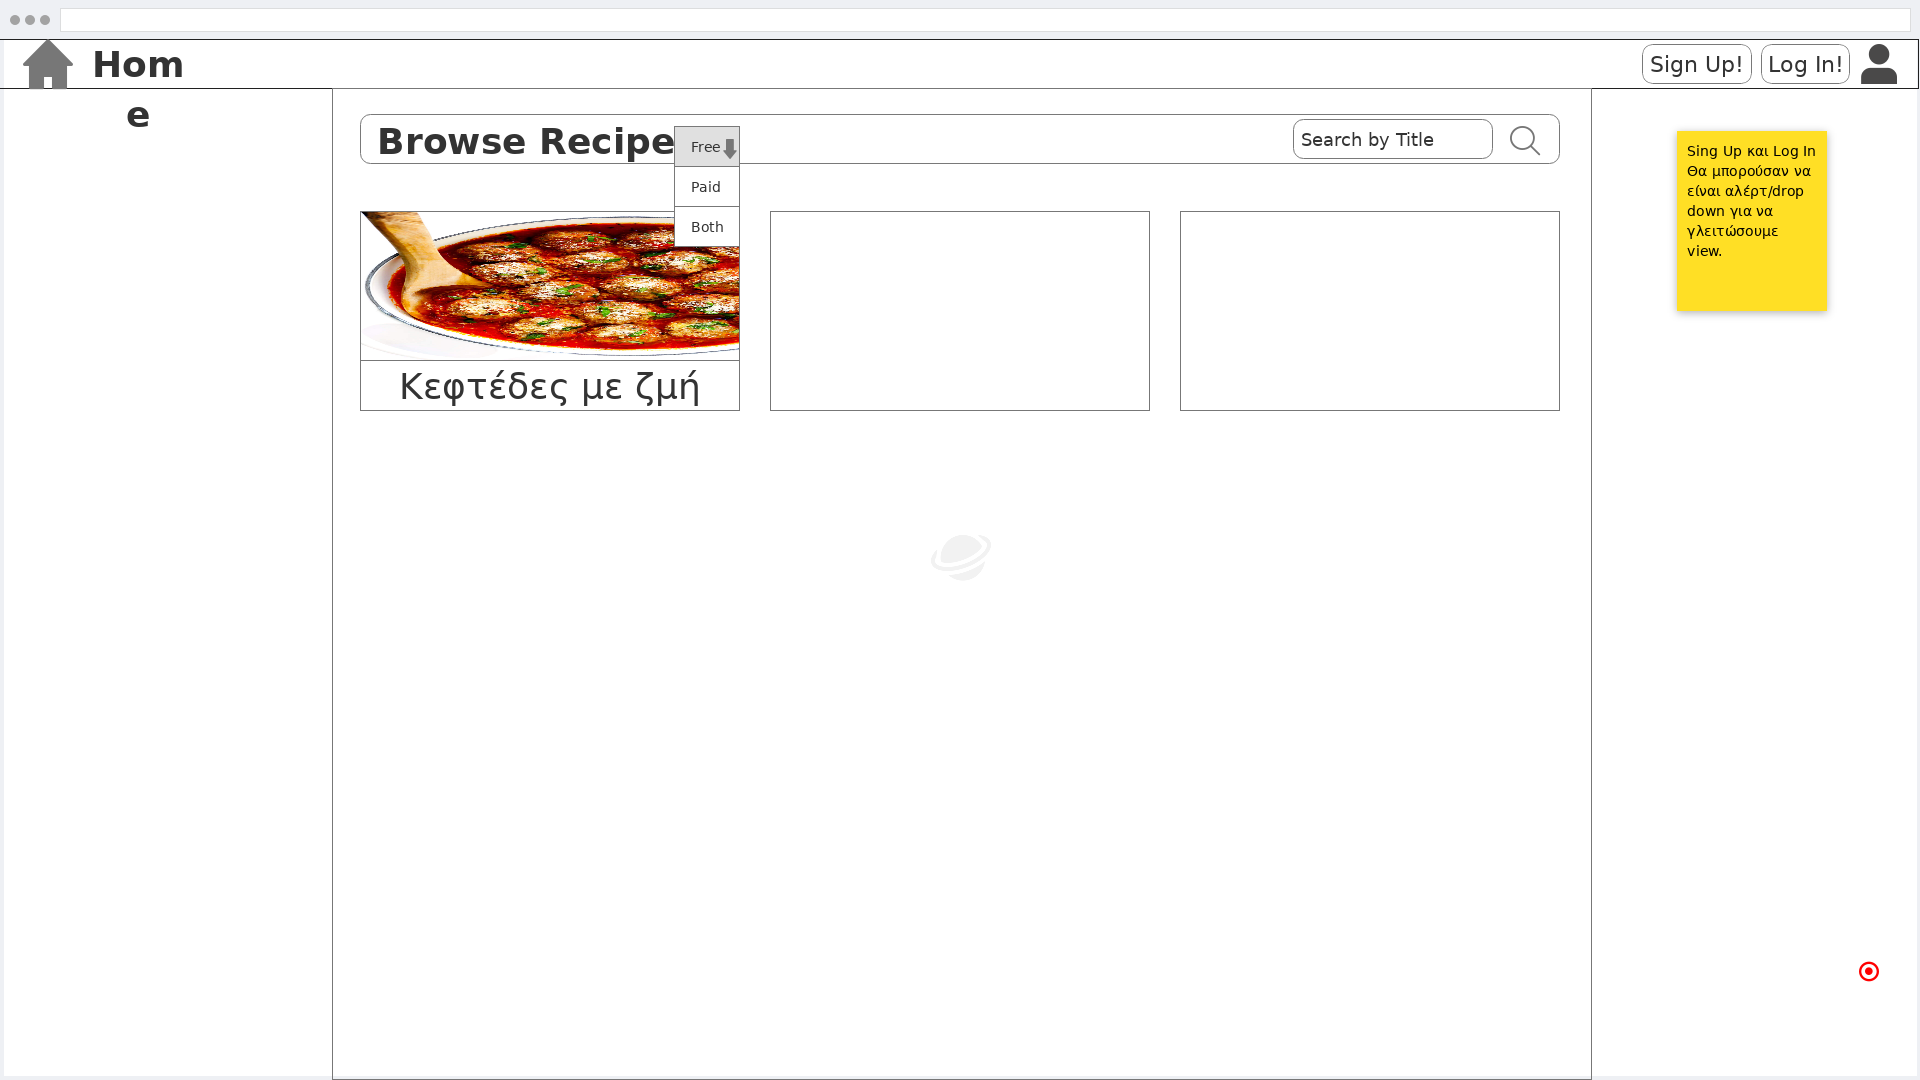 Hom
e
Sign Up!
Log In!
Browse Recipe
Free
Paid
Both
Search by Title
Κεφτέδες με ζμή
Sing Up και Log In
Θα μπορούσαν να
είναι αλέρτ/drop
down για να
γλειτώσουμε
view.